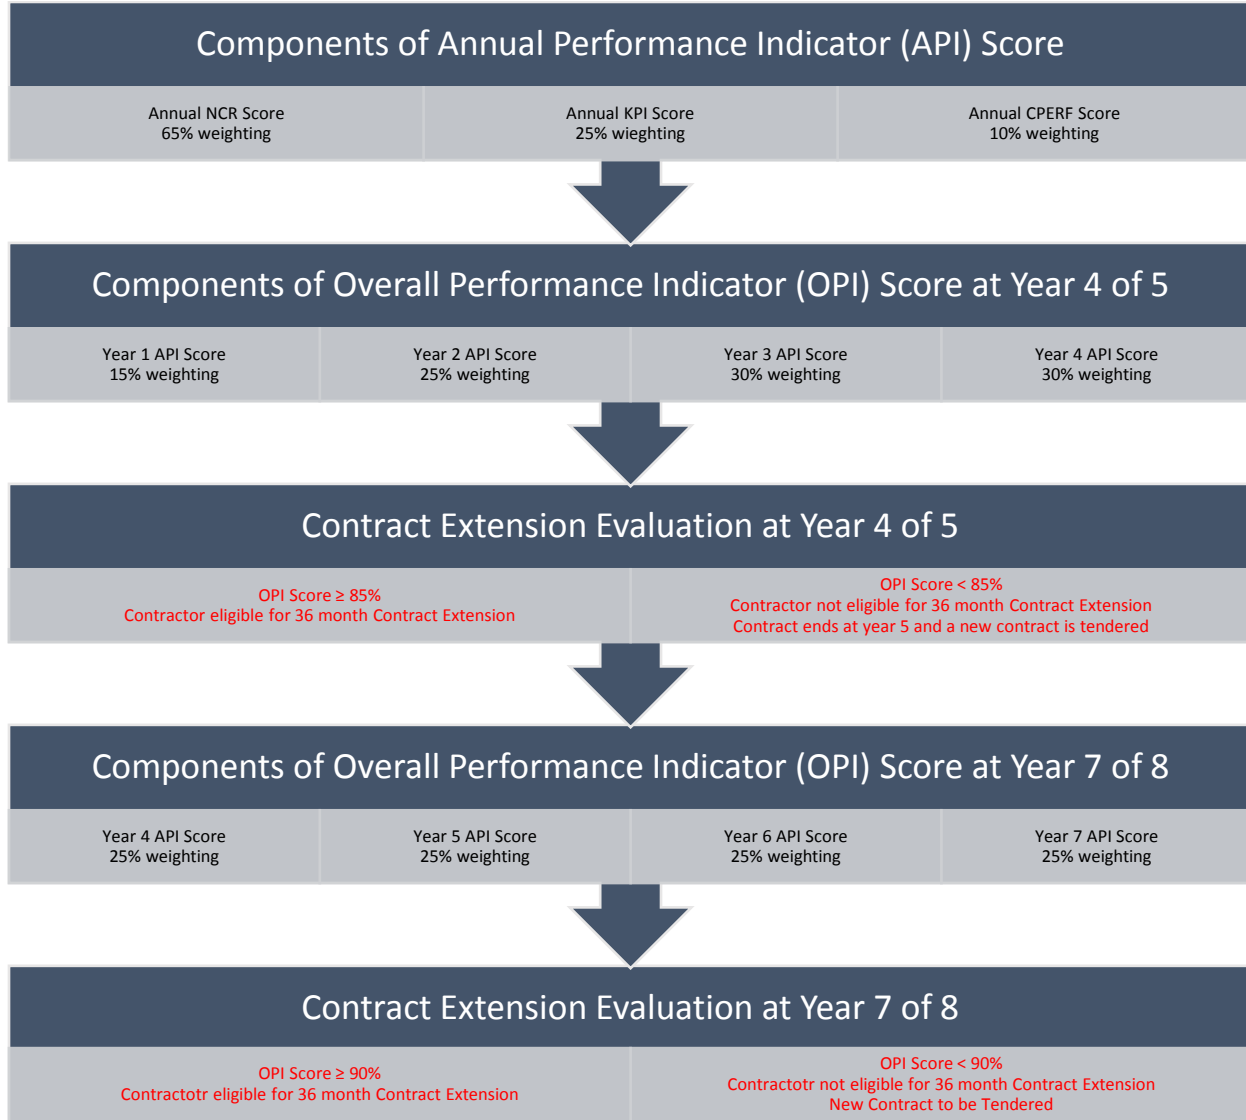 Components of Annual Performance Indicator (API) Score
Annual NCR Score
65% weighting
Annual KPI Score
25% wieghting
Annual CPERF Score
10% weighting
Components of Overall Performance Indicator (OPI) Score at Year 4 of 5
Year 1 API Score
15% weighting
Year 2 API Score
25% weighting
Year 3 API Score
30% weighting
Year 4 API Score
30% weighting
Contract Extension Evaluation at Year 4 of 5
OPI Score ≥ 85%
Contractor eligible for 36 month Contract Extension
OPI Score < 85%
Contractor not eligible for 36 month Contract Extension
Contract ends at year 5 and a new contract is tendered
Components of Overall Performance Indicator (OPI) Score at Year 7 of 8
Year 4 API Score
25% weighting
Year 5 API Score
25% weighting
Year 6 API Score
25% weighting
Year 7 API Score
25% weighting
Contract Extension Evaluation at Year 7 of 8
OPI Score ≥ 90%
Contractotr eligible for 36 month Contract Extension
OPI Score < 90%
Contractotr not eligible for 36 month Contract Extension
New Contract to be Tendered